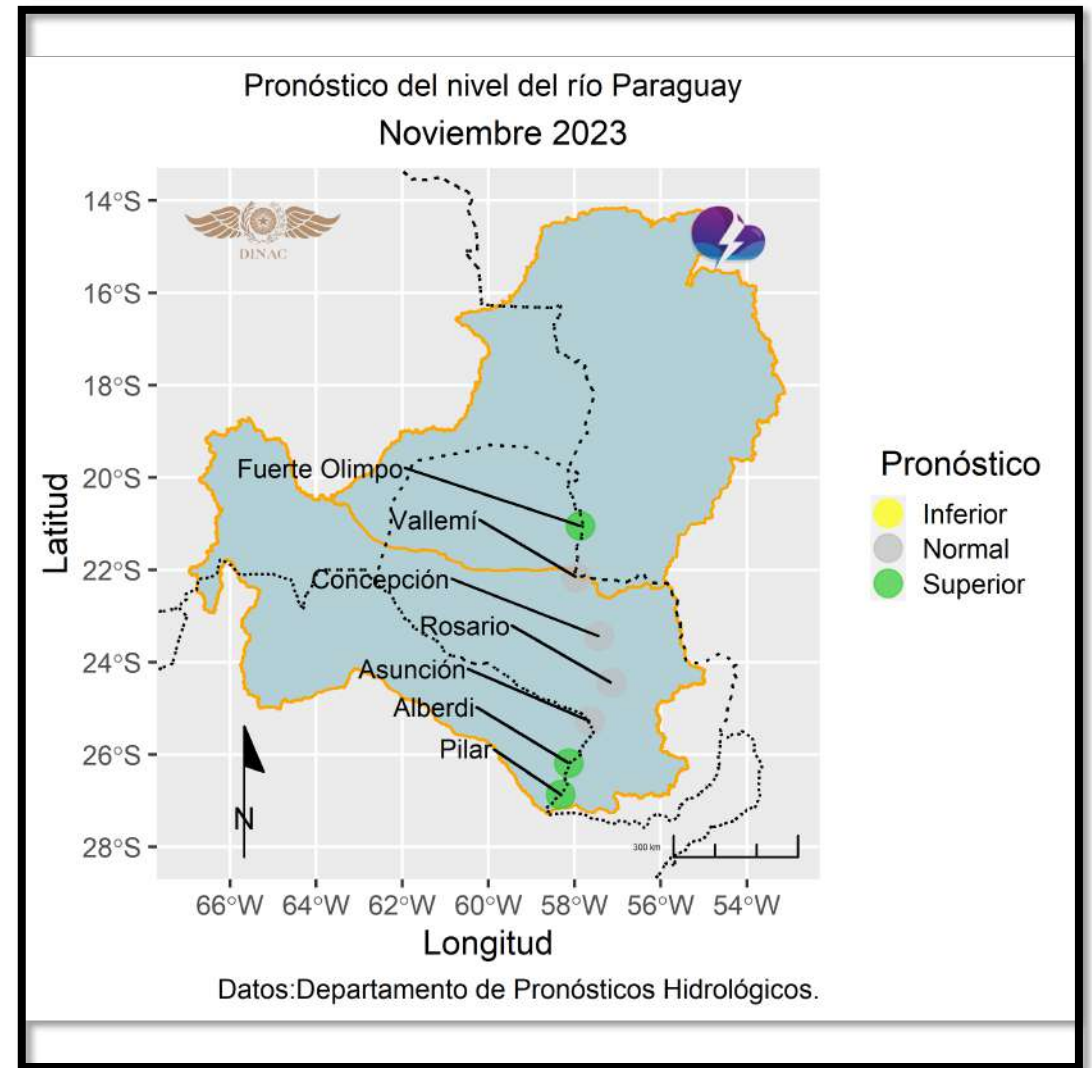 Pronóstico del nivel del río Paraguay
Noviembre 2023
14°S
16°S
18°S
20°S
22°S
24°S
26°S
28°S
Latitud
DINAC
Fuerte Olimpo
Vallemí
Concepción
Rosario
Asunción
Alberdi
Pilar
N
300 km
66°W 64°W 62°W 60°W 58°W 56°W 54°W
Longitud
Datos:Departamento de Pronósticos Hidrológicos.
Pronóstico
Inferior
Normal
Superior